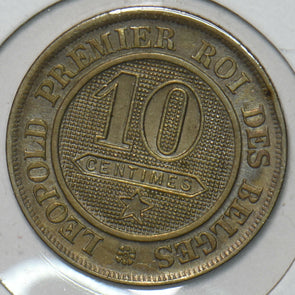 LEOPOLD PREMIER ROI DES BELGES
10
CENTIMES